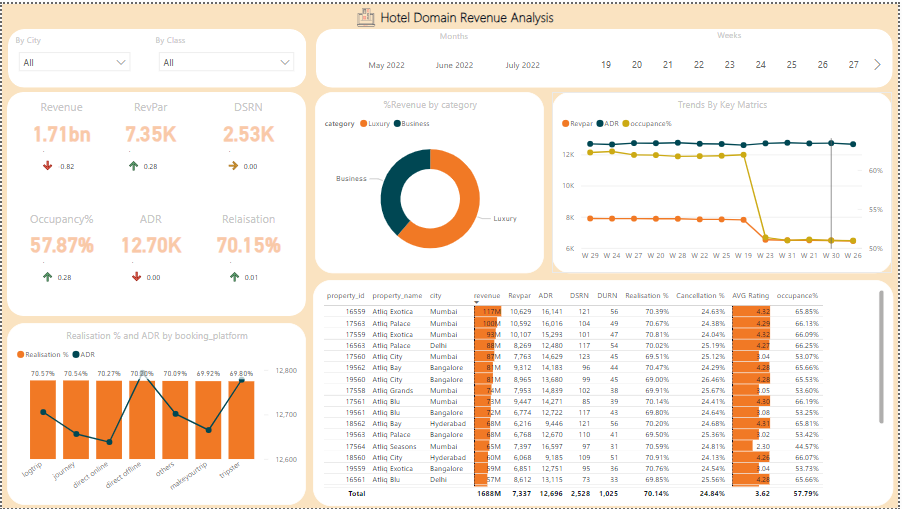 Hotel Domain Revenue Analysis
By City
By Class
All
All
Months
May 2022 June 2022 July 2022
Weeks
19 20 21 22 23 24 25 26 27
Revenue RevPar DSRN
1.71bn 7.35K 2.53K
0.82 0.28 0.00
Occupancy% ADR Relaisation
57.87% 12.70K 70.15%
0.28 0.00 0.01
%Revenue by category
category Luxury Business
Business
Luxury
Trends By Key Matrics
Revpar ADR occupance%
12K
10K
8K
6K
60%
55%
50%
W 29 W 24 W 27 W 20 W 28 W 22 W 25 W 19 W 23 W 31 W 21 W 30 W 26
Realisation % and ADR by booking_platform
Realisation % ADR
70.57% 70.54% 70.27% 70.20% 70.09% 69.92% 69.80%
12,800
12,700
12,600
logtrip journey direct online direct offline others makeyourtrip tripster
property_id property_name city revenue Revpar ADR DSRN DURN Realisation % Cancellation % AVG Rating occupance%
16559 Atliq Exotica Mumbai 117M 10,629 16,141 121 56 70.39% 24.63% 4.32 65.85%
17563 Atliq Palace Mumbai 100M 10,592 16,016 104 49 70.67% 24.38% 4.29 66.13%
17559 Atliq Exotica Mumbai 93M 10,107 15,293 101 47 70.81% 24.04% 4.32 66.09%
16563 Atliq Palace Delhi 88M 8,269 12,480 117 54 70.02% 25.19% 4.27 66.25%
17560 Atliq City Mumbai 87M 7,763 14,629 123 45 69.51% 25.12% 3.04 53.07%
19562 Atliq Bay Bangalore 81M 9,312 14,183 96 44 70.47% 24.29% 4.28 65.66%
19560 Atliq City Bangalore 81M 8,965 13,680 99 45 69.00% 26.46% 4.28 65.53%
17558 Atliq Grands Mumbai 74M 7,953 14,839 102 38 69.91% 25.67% 3.05 53.60%
17561 Atliq Blu Mumbai 73M 9,447 14,271 85 39 70.14% 24.41% 4.30 66.19%
19561 Atliq Blu Bangalore 72M 6,774 12,722 117 43 69.80% 24.64% 3.08 53.25%
18562 Atliq Bay Hyderabad 68M 6,216 9,446 121 56 70.20% 24.68% 4.31 65.81%
19563 Atliq Palace Bangalore 68M 6,768 12,670 110 41 69.50% 25.36% 3.02 53.42%
17564 Atliq Seasons Mumbai 65M 7,397 16,597 97 31 70.59% 24.81% 2.30 44.57%
18560 Atliq City Hyderabad 60M 6,068 9,185 109 51 70.91% 24.13% 4.26 66.07%
19559 Atliq Exotica Bangalore 59M 6,851 12,751 95 36 70.76% 24.54% 3.04 53.73%
16561 Atliq Blu Delhi 57M 8,612 13,115 73 33 69.85% 25.56% 4.28 65.66%
Total 1688M 7,337 12,696 2,528 1,025 70.14% 24.84% 3.62 57.79%